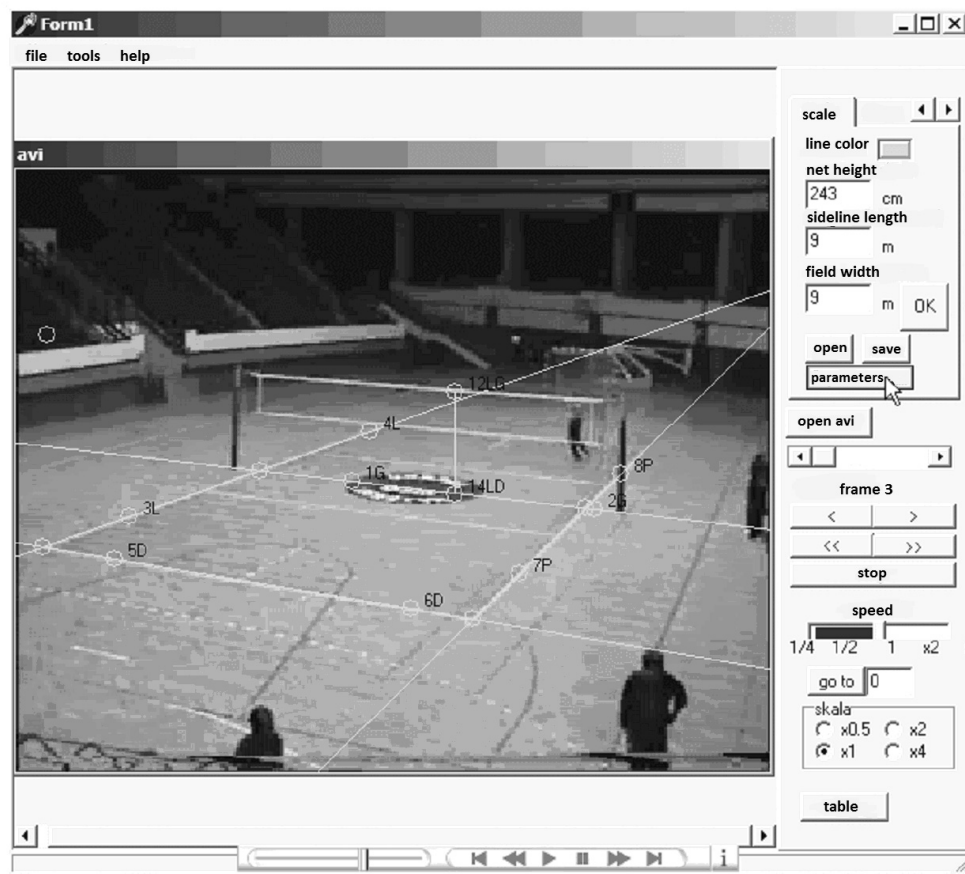 Form1
file tools help
avi
scale
line color
net height
243 cm
sideline length
9 m
field width
9 m OK
open save
parameters
open avi
frame 3
< >
<< >>
stop
speed
1/4 1/2 1 x2
go to 0
skala
x0.5 x2
x1 x4
table
12LG
4L
8P
1G
14LD
2G
3L
5D
7P
6D
i